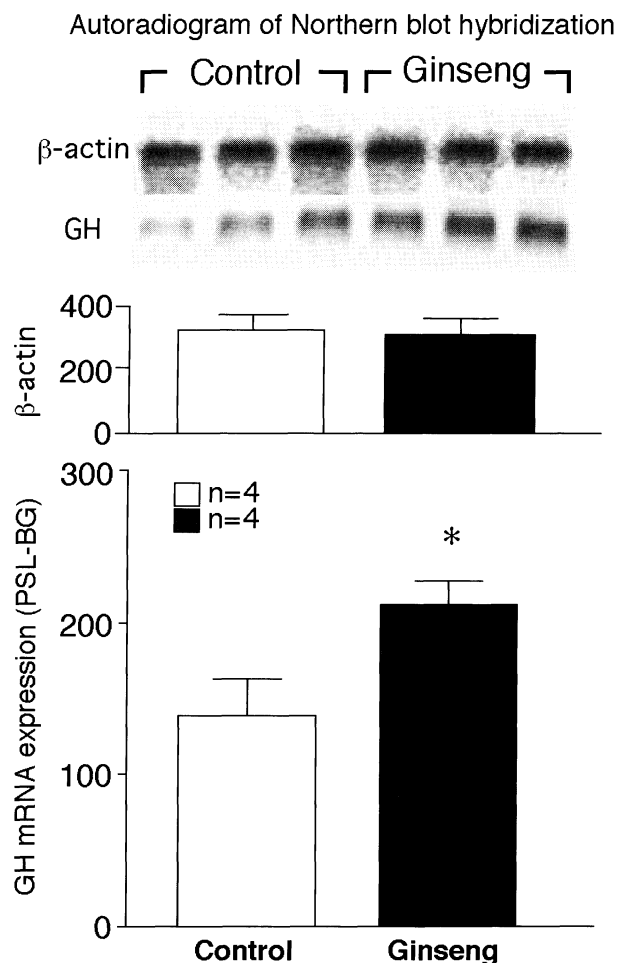 Autoradiogram of Northern blot hybridization
Control Ginseng
β-actin
GH
400
200
0
β-actin
300
200
100
0
GH mRNA expression (PSL-BG)
n=4
n=4
*
Control Ginseng